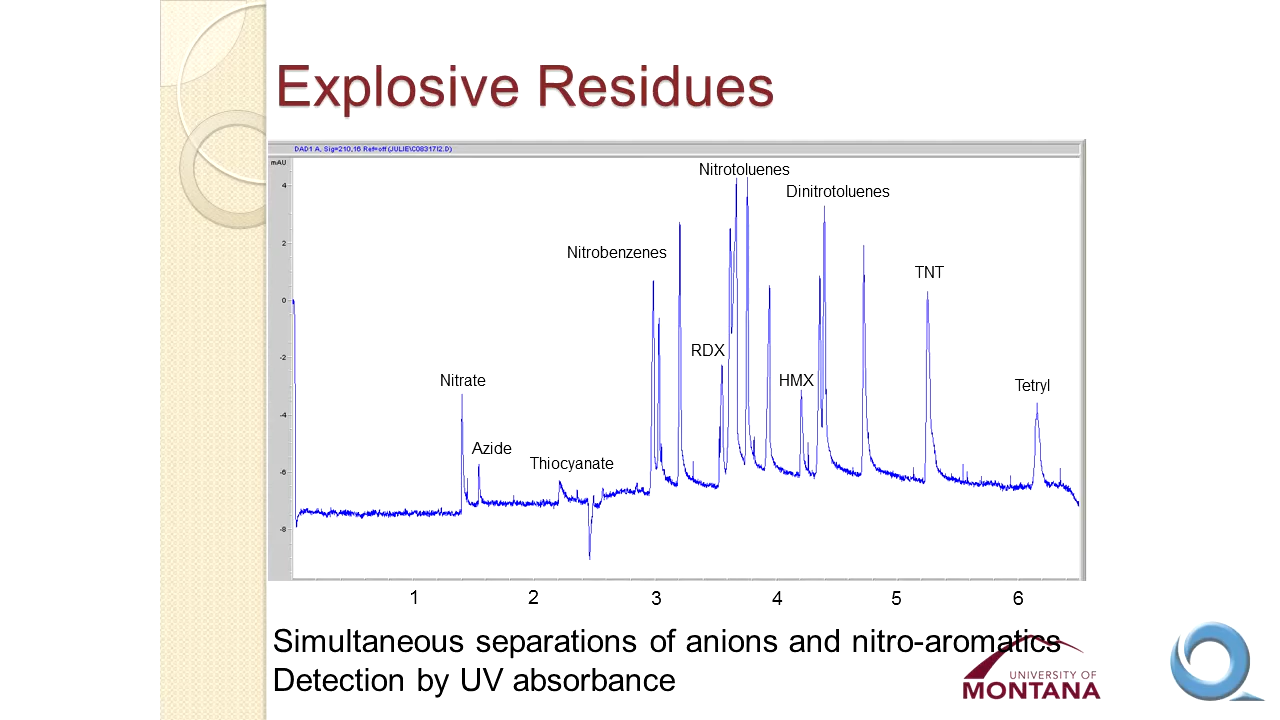 Explosive Residues
DAD1 A, Sig=210,16 Ref=off (JULIE\C08317I2.D)
mAU
4
2
0
-2
-4
-6
-8
Nitrotoluenes
Dinitrotoluenes
Nitrobenzenes
TNT
RDX
HMX
Nitrate
Tetryl
Azide
Thiocyanate
1 2 3 4 5 6
Simultaneous separations of anions and nitro-aromatics
Detection by UV absorbance
UNIVERSITY OF
MONTANA